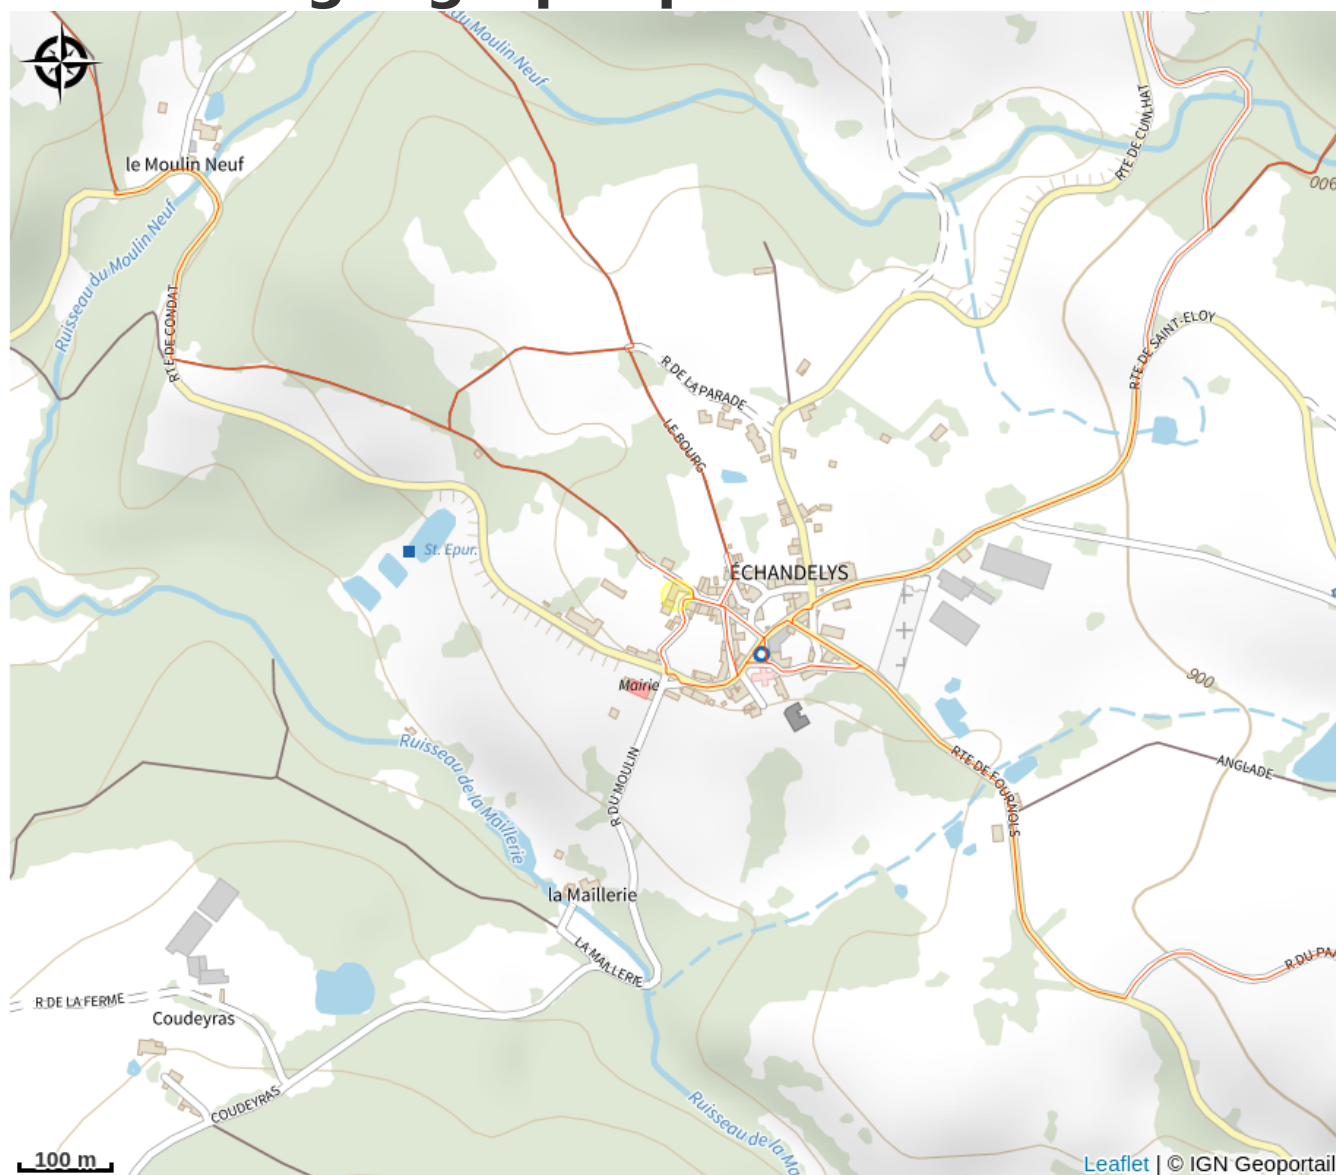 du Moulin Neuf
le Moulin Neuf
RTE DE CUNLHAT
006
Ruisseau du Moulin Neuf
RTE DE CONDAT
RTE DE SAINT-ELOY
R DE LA PARADE
LE BOURG
St. Epur.
ÉCHANDELYS
Mairie
900
Ruisseau de la Maillerie
R DU MOULIN
RTE DE FOURNOLS
ANGLADE
la Maillerie
LA MAILLERIE
R DU PA
R DE LA FERME
Coudeyras
COUDEYRAS
Ruisseau de la Ma
100 m
Leaflet | © IGN Geoportail